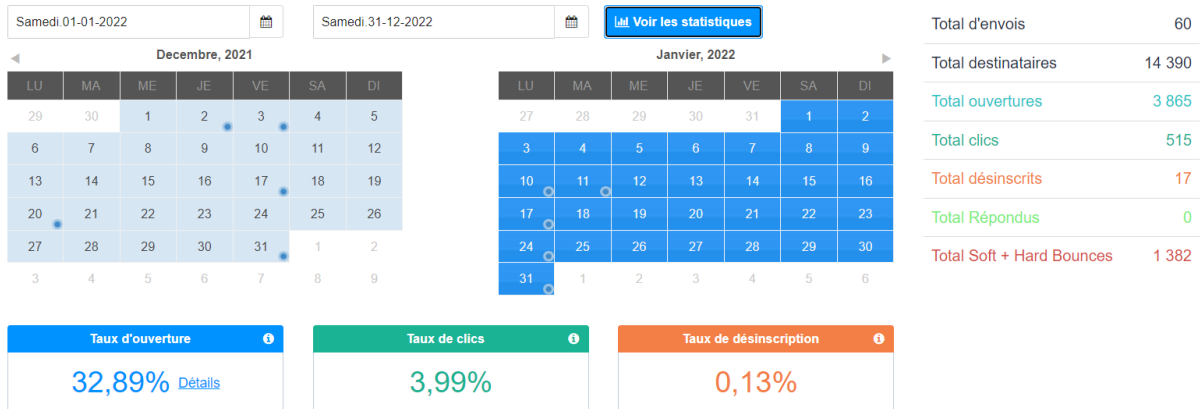 Samedi.01-01-2022
Samedi.31-12-2022
Voir les statistiques
Decembre, 2021
LU MA ME JE VE SA DI
29 30 1 2 3 4 5
6 7 8 9 10 11 12
13 14 15 16 17 18 19
20 21 22 23 24 25 26
27 28 29 30 31 1 2
3 4 5 6 7 8 9
Janvier, 2022
LU MA ME JE VE SA DI
27 28 29 30 31 1 2
3 4 5 6 7 8 9
10 11 12 13 14 15 16
17 18 19 20 21 22 23
24 25 26 27 28 29 30
31 1 2 3 4 5 6
Total d'envois 60
Total destinataires 14 390
Total ouvertures 3 865
Total clics 515
Total désinscrits 17
Total Répondus 0
Total Soft + Hard Bounces 1 382
Taux d'ouverture
32,89% Détails
Taux de clics
3,99%
Taux de désinscription
0,13%